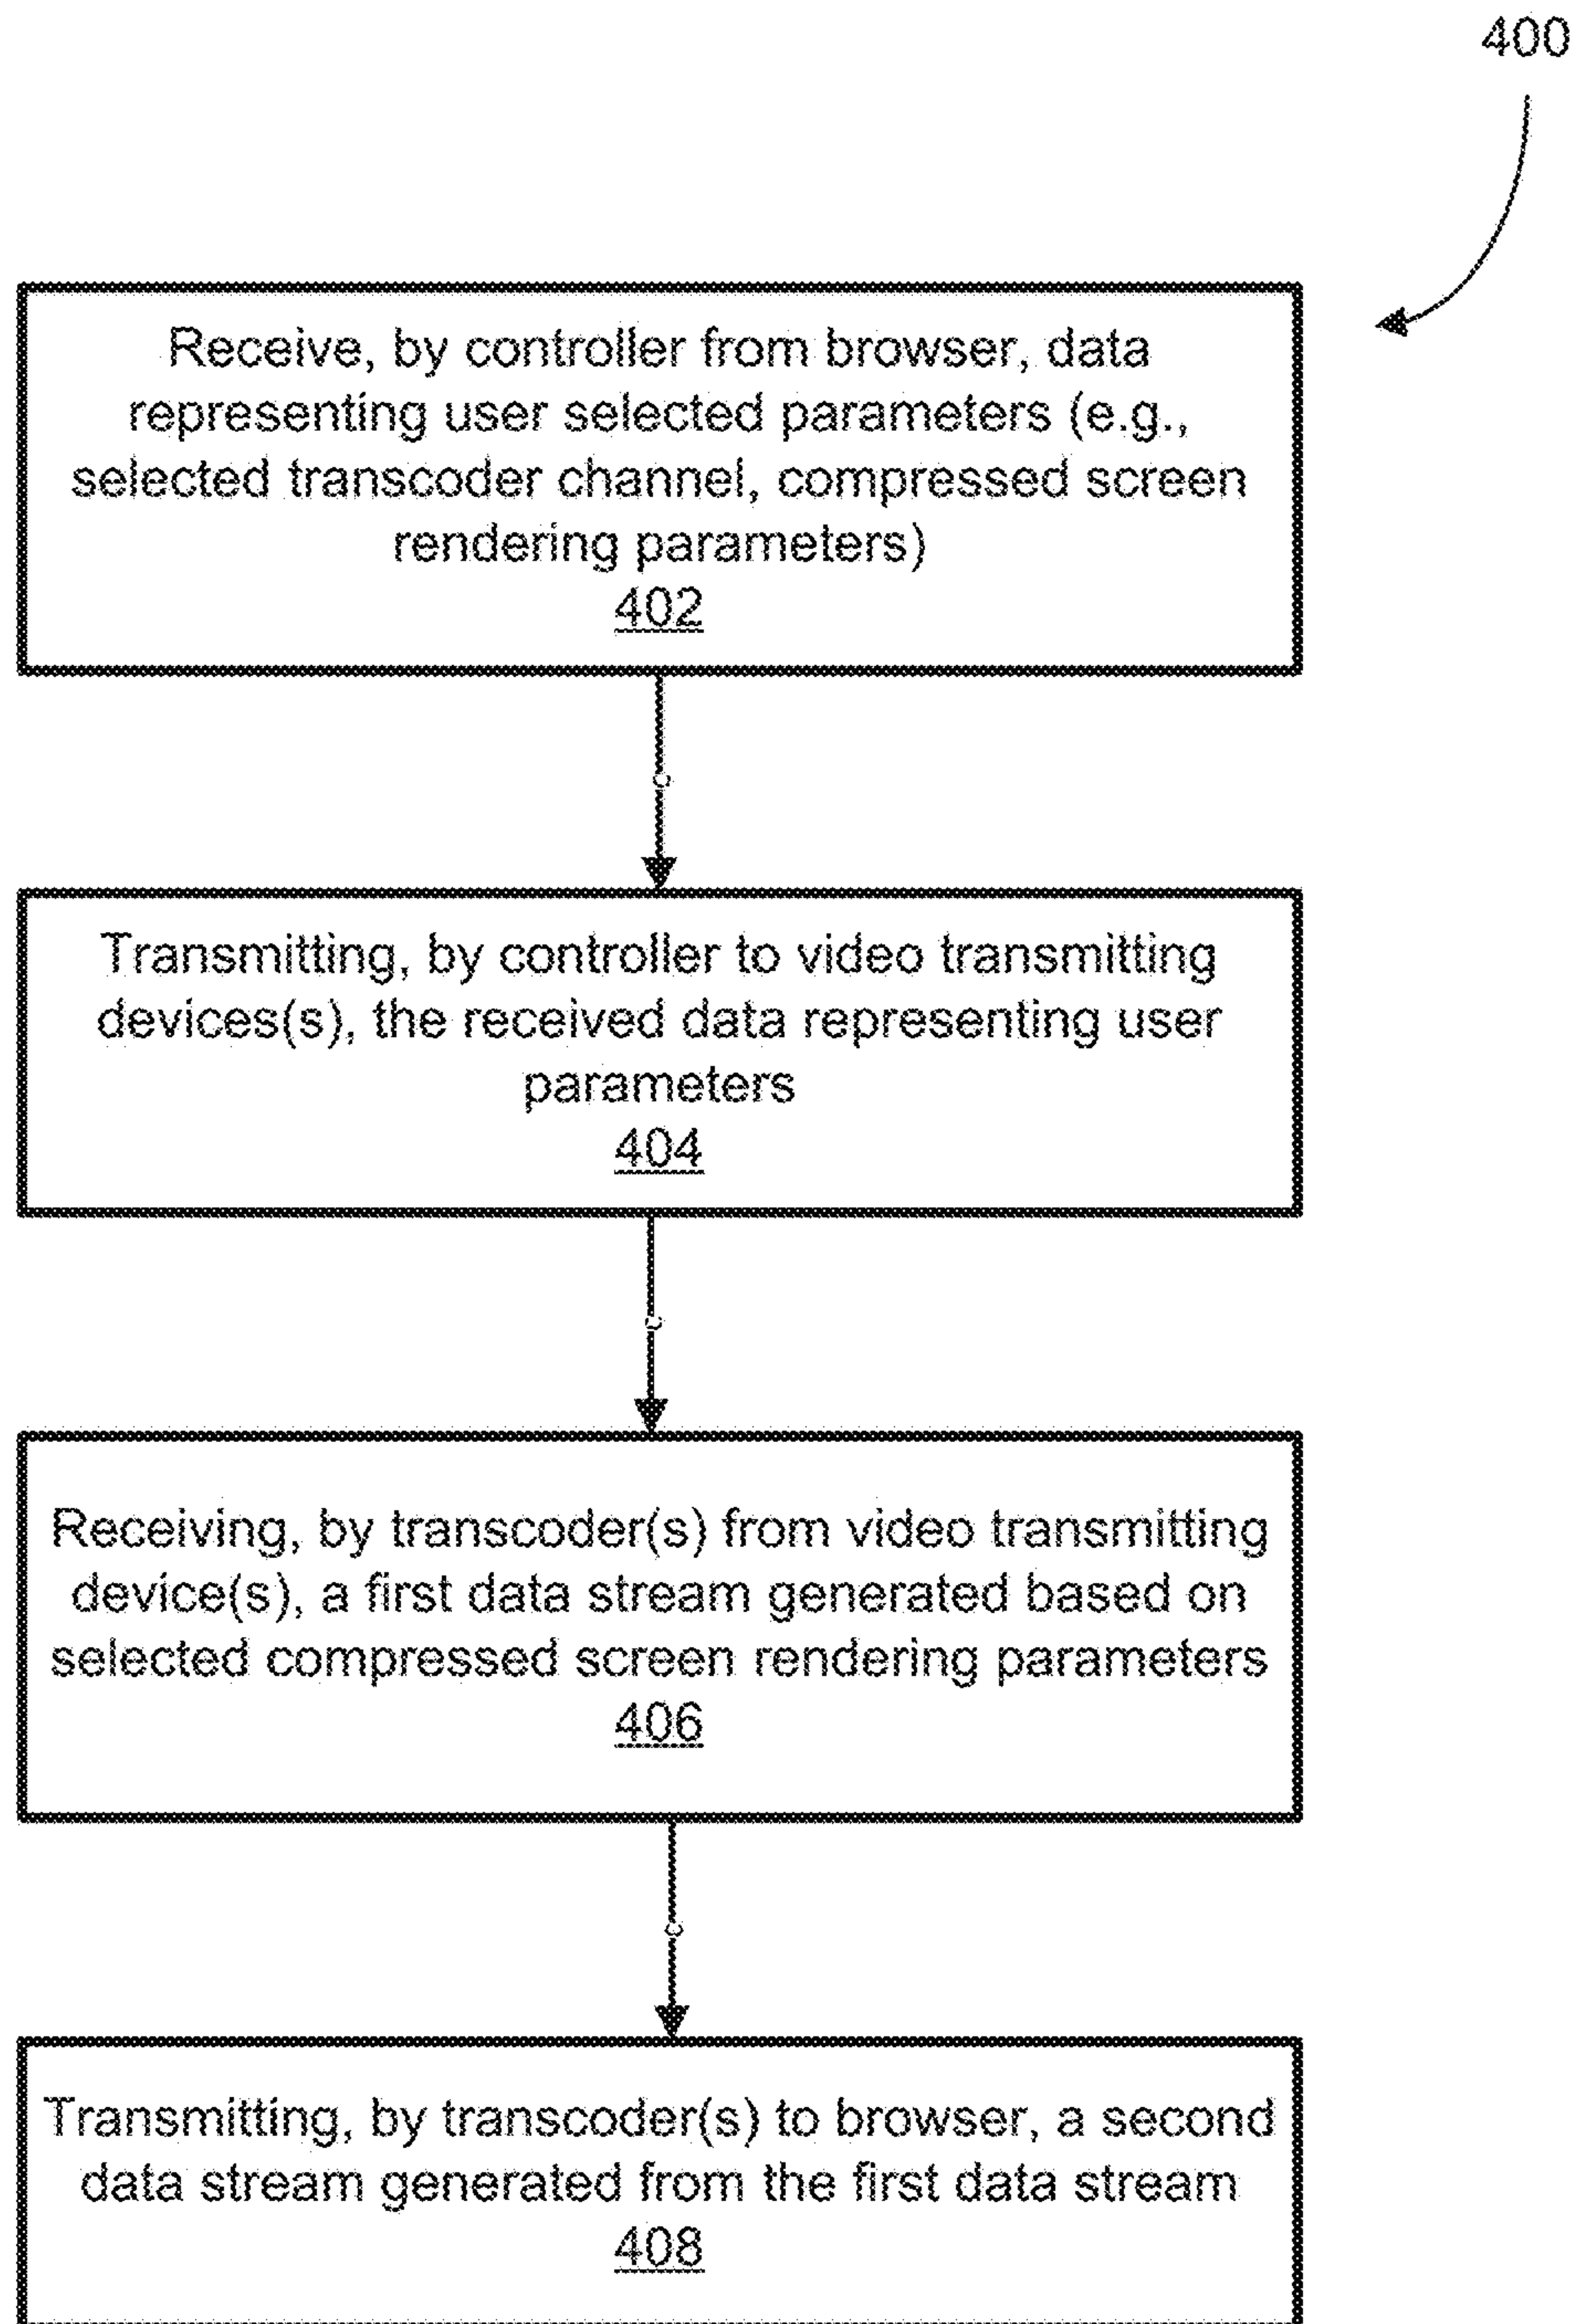 400
Receive, by controller from browser, data
representing user selected parameters (e.g.,
selected transcoder channel, compressed screen
rendering parameters)
402
Transmitting, by controller to video transmitting
devices(s), the received data representing user
parameters
404
Receiving, by transcoder(s) from video transmitting
device(s), a first data stream generated based on
selected compressed screen rendering parameters
406
Transmitting, by transcoder(s) to browser, a second
data stream generated from the first data stream
408